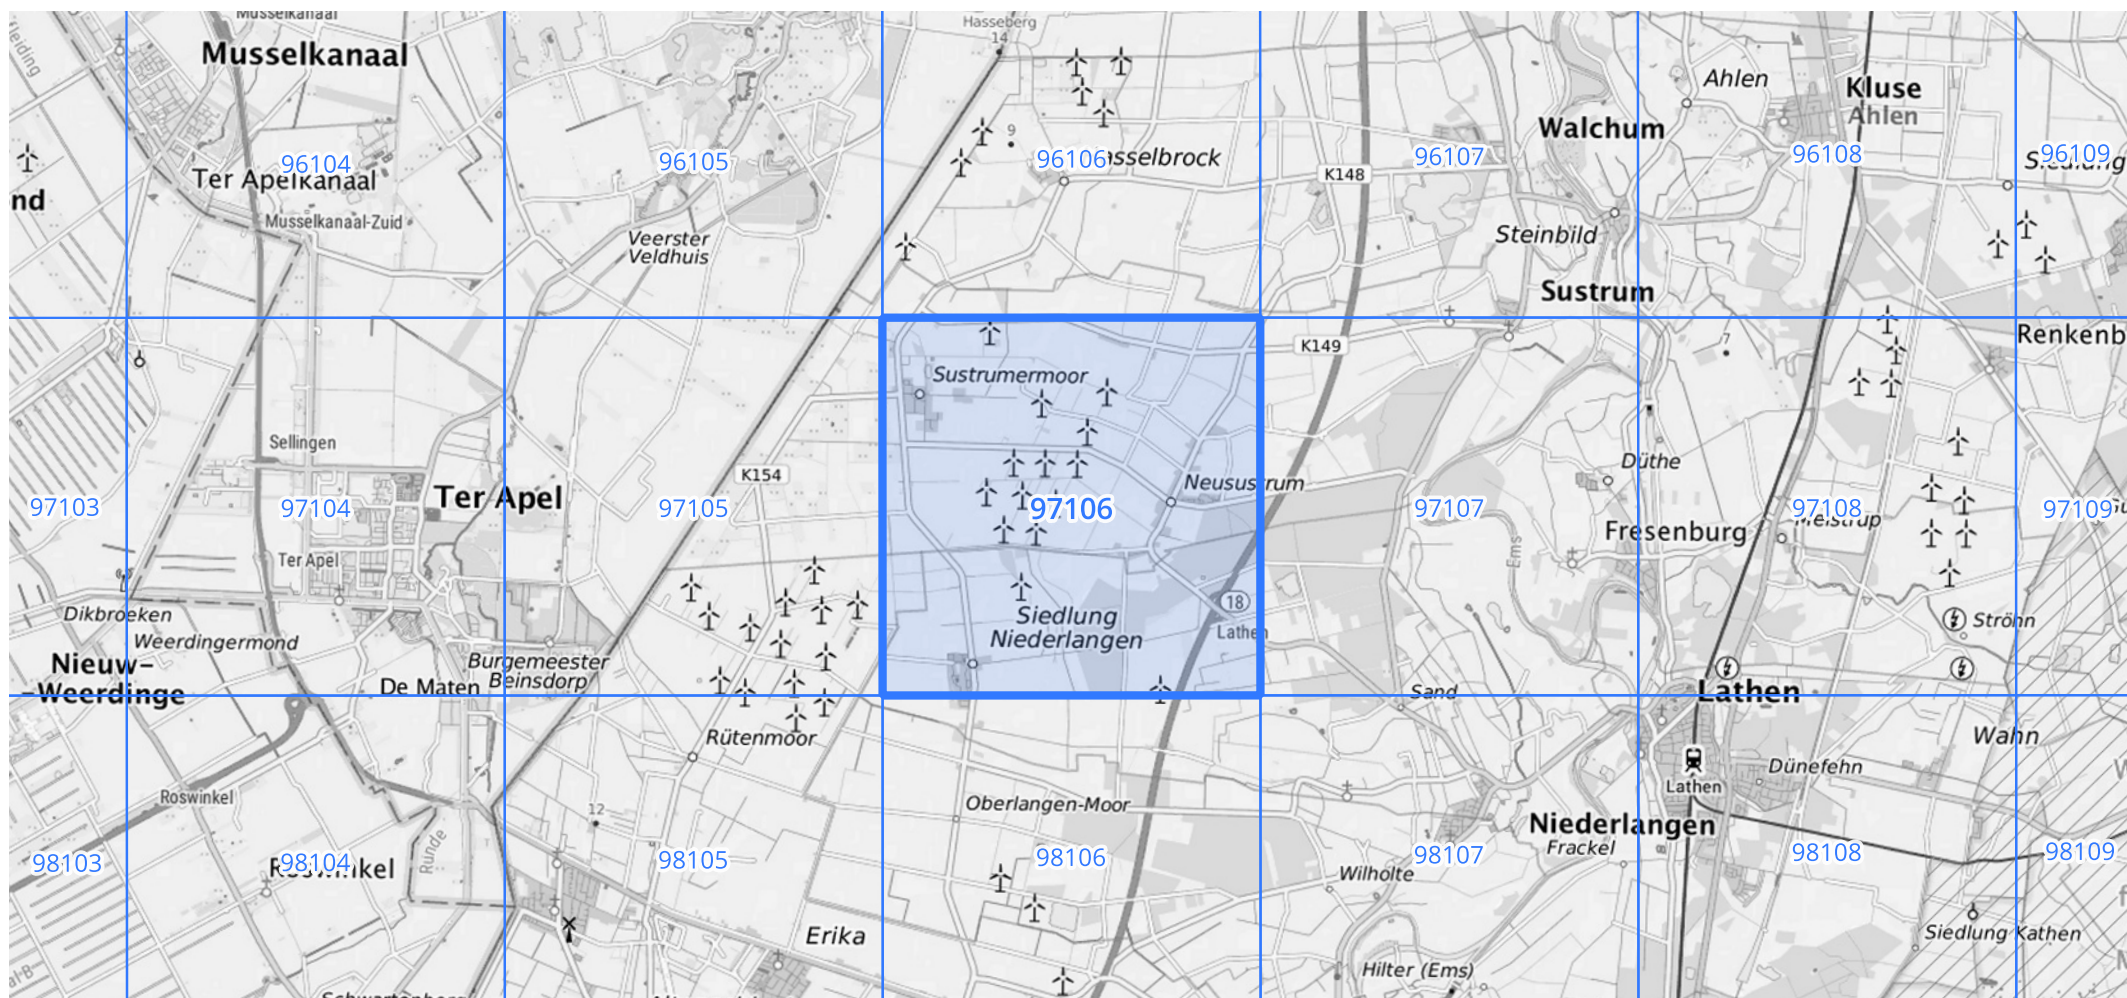 Musselkanaal
Hasseberg
14
Musselkanaal
Ahlen
Kluse
Ahlen
Walchum
9
96104
96105
96106
asselbrock
96107
96108
96109
K148
Ter Apelkanaal
nd
Musselkanaal-Zuid
Veerster
Veldhuis
Steinbild
Sustrum
Renkenb
7
K149
Sustrumermoor
Sellingen
K154
Düthe
Neusustrum
Ter Apel
97103
97104
97105
97106
97107
97108
97109
Fresenburg
Ems
Ter Apel
Dikbroeken
Weerdingermond
18
Lathen
Siedlung
Niederlangen
Ströhn
Nieuw-
-Weerdinge
Burgemeester
Beinsdorp
De Maten
Sand
Lathen
Rütenmoor
Wahn
Dünefehn
Lathen
Roswinkel
Oberlangen-Moor
12
Niederlangen
Frackel
Runde
98103
98104
98105
98106
98107
98108
98109
Wilholte
Erika
Siedlung Kathen
Hilter (Ems)